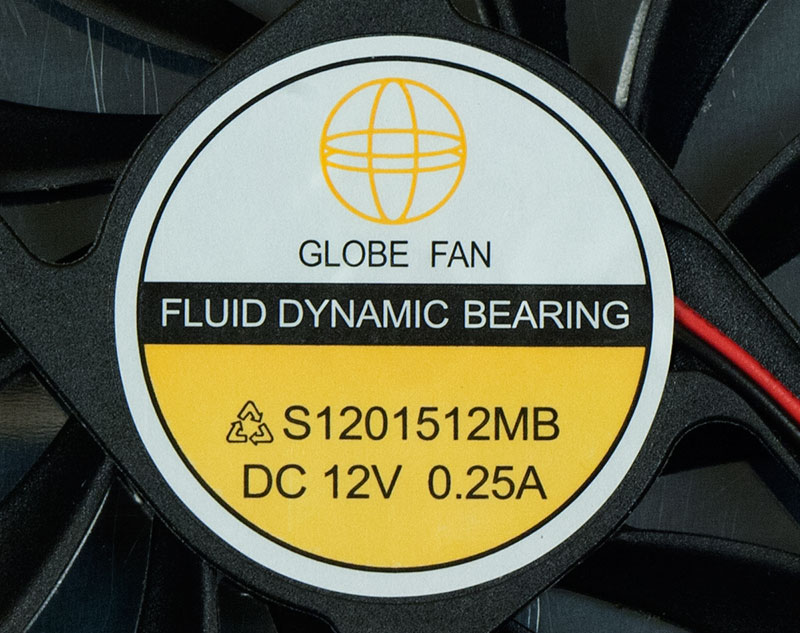 GLOBE FAN
FLUID DYNAMIC BEARING
S1201512MB
DC 12V 0.25A